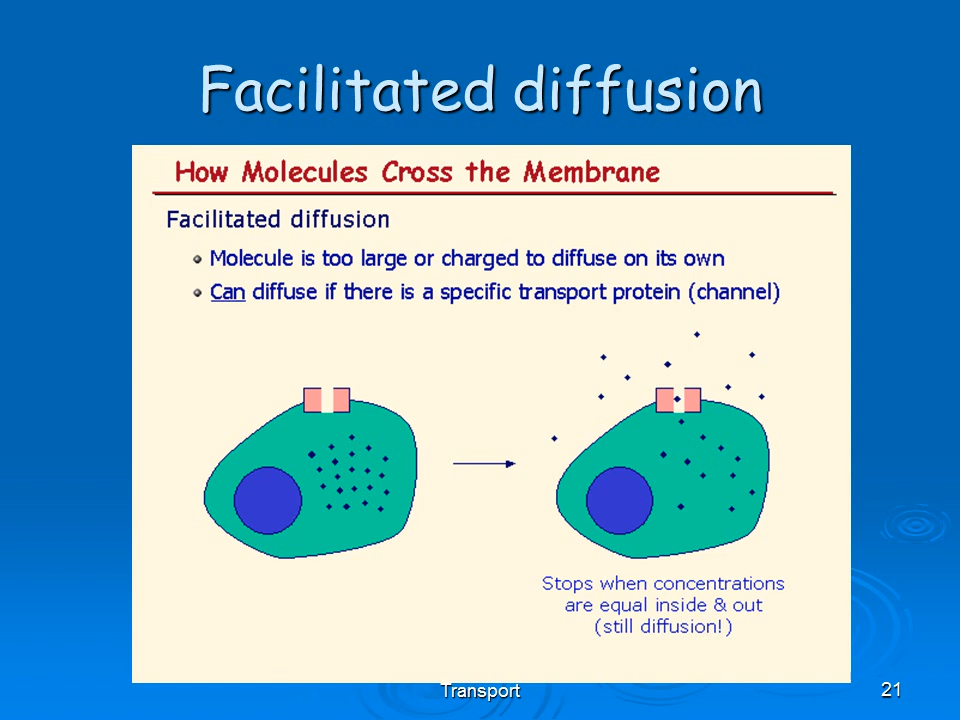 Facilitated diffusion
How Molecules Cross the Membrane
Facilitated diffusion
Molecule is too large or charged to diffuse on its own
Can diffuse if there is a specific transport protein (channel)
Stops when concentrations
are equal inside & out
(still diffusion!)
Transport
21